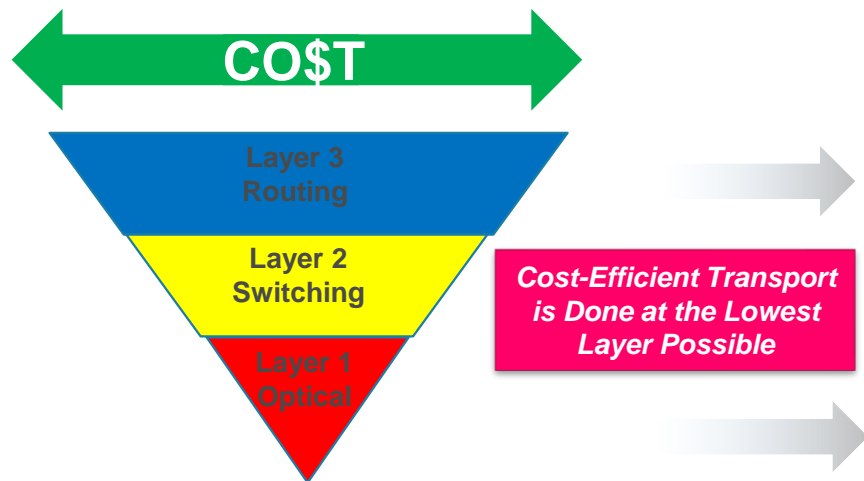 CO$T
Layer 3
Routing
Layer 2
Switching
Cost-Efficient Transport
is Done at the Lowest
Layer Possible
Layer 1
Optical